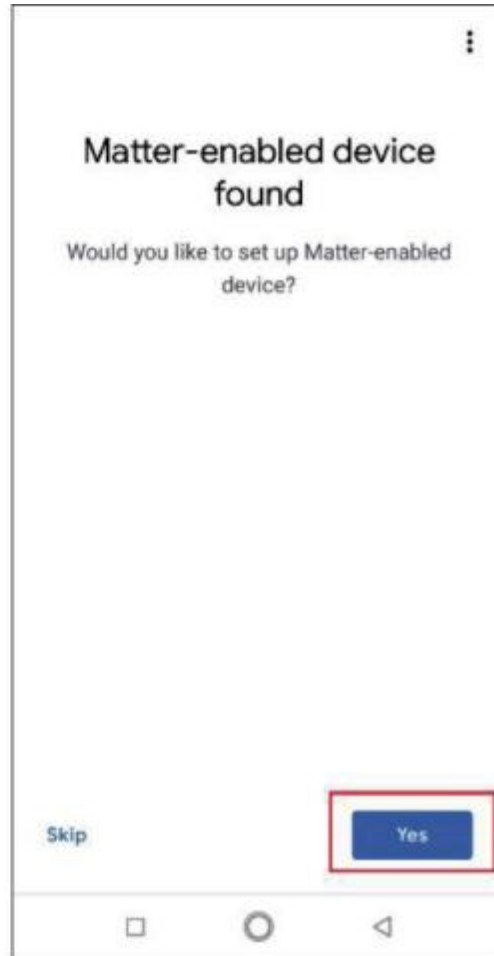 Matter-enabled device
found
Would you like to set up Matter-enabled
device?
Skip
Yes